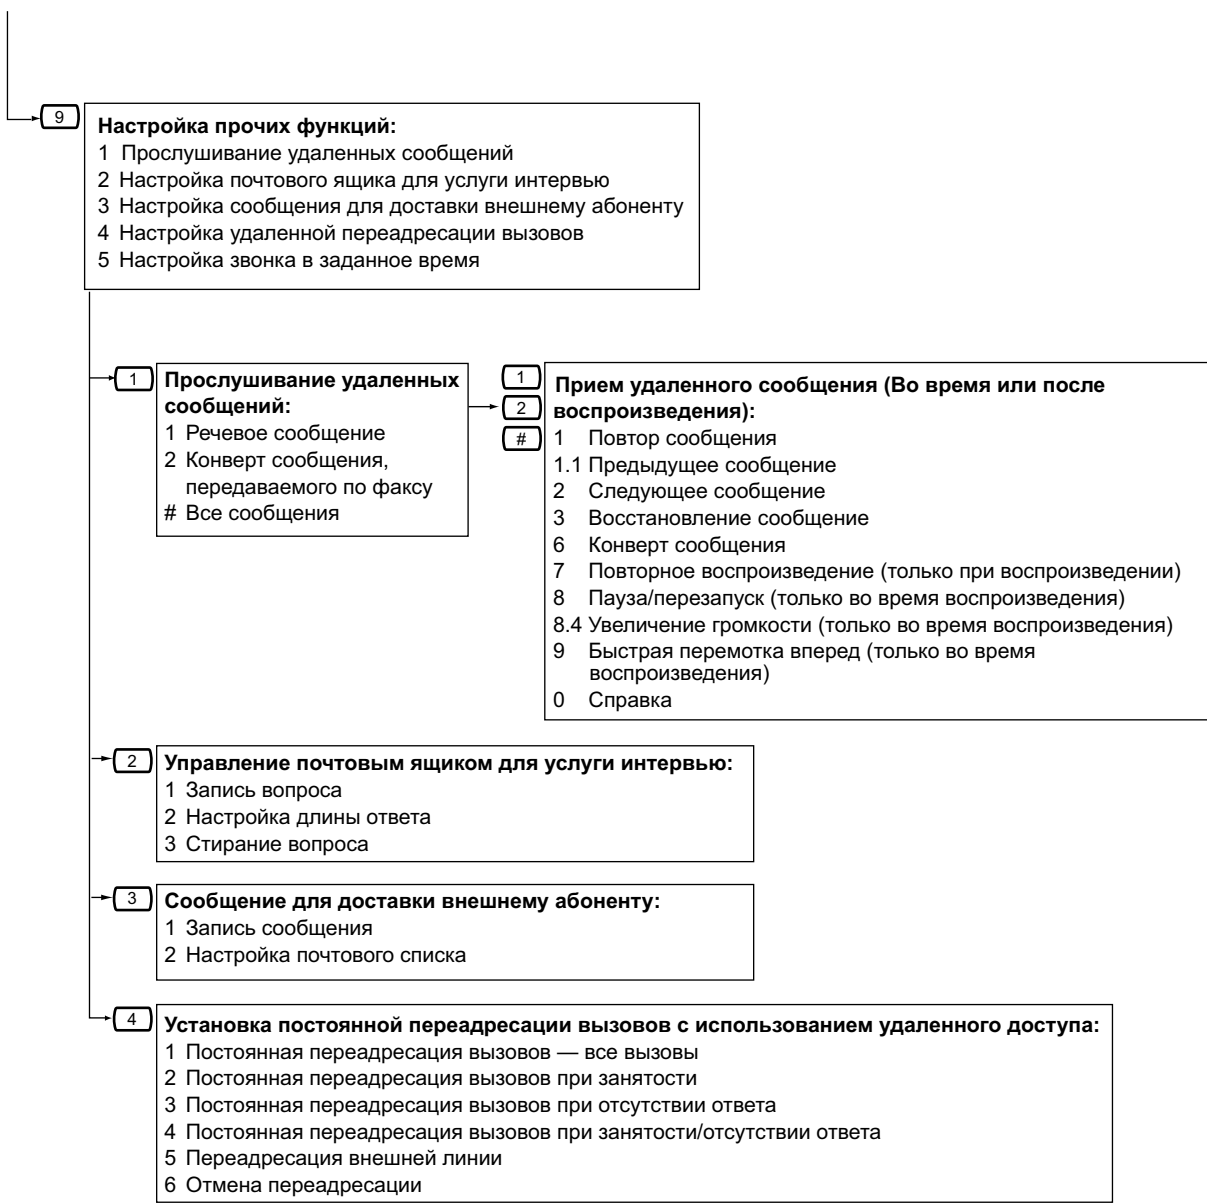 9
Настройка прочих функций:
1 Прослушивание удаленных сообщений
2 Настройка почтового ящика для услуги интервью
3 Настройка сообщения для доставки внешнему абоненту
4 Настройка удаленной переадресации вызовов
5 Настройка звонка в заданное время
1
Прослушивание удаленных
сообщений:
1 Речевое сообщение
2 Конверт сообщения,
передаваемого по факсу
# Все сообщения
1
2
#
Прием удаленного сообщения (Во время или после
воспроизведения):
1 Повтор сообщения
1.1 Предыдущее сообщение
2 Следующее сообщение
3 Восстановление сообщение
6 Конверт сообщения
7 Повторное воспроизведение (только при воспроизведении)
8 Пауза/перезапуск (только во время воспроизведения)
8.4 Увеличение громкости (только во время воспроизведения)
9 Быстрая перемотка вперед (только во время
воспроизведения)
0 Справка
2
Управление почтовым ящиком для услуги интервью:
1 Запись вопроса
2 Настройка длины ответа
3 Стирание вопроса
3
Сообщение для доставки внешнему абоненту:
1 Запись сообщения
2 Настройка почтового списка
4
Установка постоянной переадресации вызовов с использованием удаленного доступа:
1 Постоянная переадресация вызовов — все вызовы
2 Постоянная переадресация вызовов при занятости
3 Постоянная переадресация вызовов при отсутствии ответа
4 Постоянная переадресация вызовов при занятости/отсутствии ответа
5 Переадресация внешней линии
6 Отмена переадресации